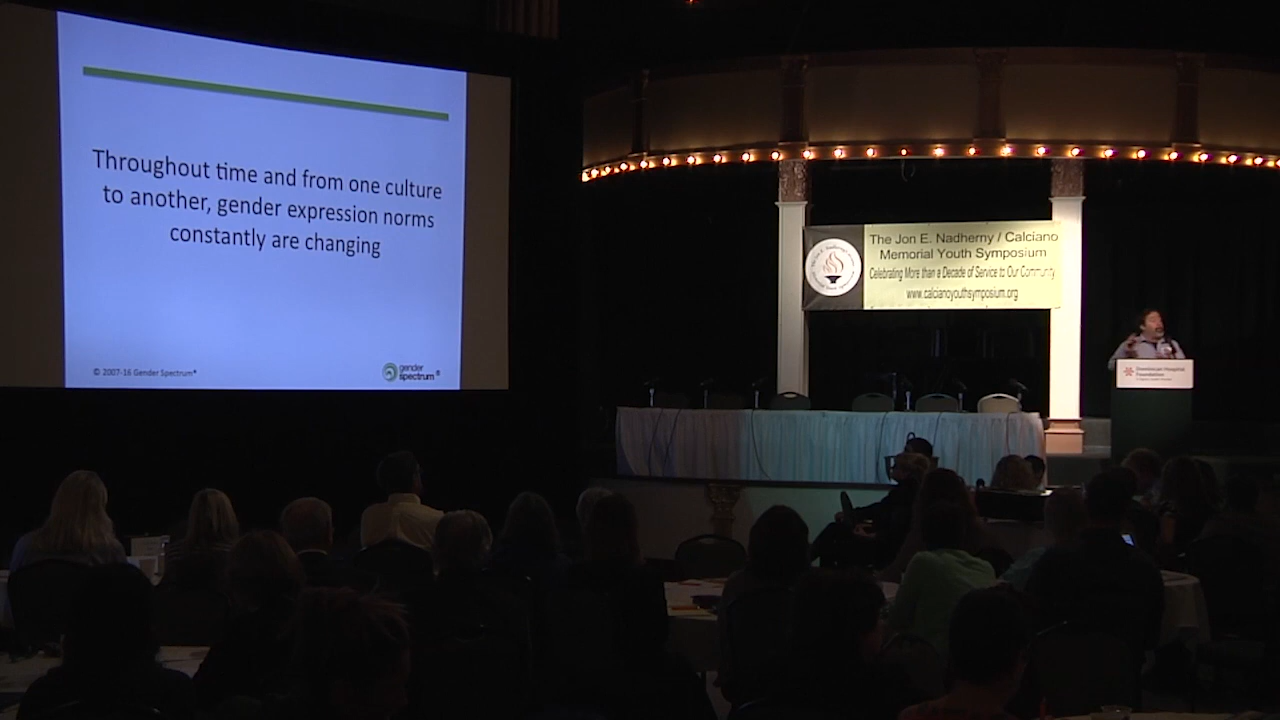 Throughout time and from one culture
to another, gender expression norms
constantly are changing
© 2007-16 Gender Spectrum®
gender
spectrum®
The Jon E. Nadherny / Calciano
Memorial Youth Symposium
Celebrating More than a Decade of Service to Our Community
www.calcianoyouthsymposium.org
Dominican Hospital
Foundation